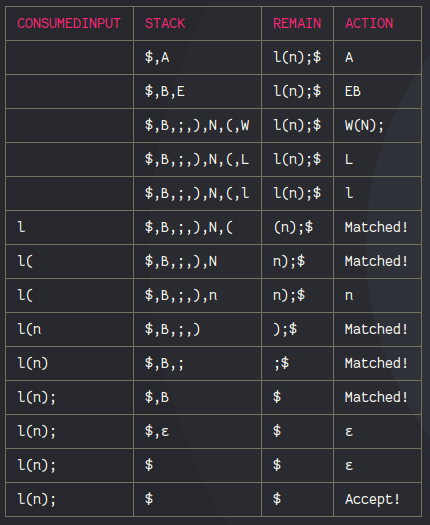 CONSUMEDINPUT STACK REMAIN ACTION
$,A l(n);$ A
$,B,E l(n);$ EB
$,B,;,),N,(,W l(n);$ W(N);
$,B,;,),N,(,L l(n);$ L
$,B,;,),N,(,l l(n);$ l
l $,B,;,),N,( (n);$ Matched!
l( $,B,;,),N n);$ Matched!
l( $,B,;,),n n);$ n
l(n $,B,;,) );$ Matched!
l(n) $,B,; ;$ Matched!
l(n); $,B $ Matched!
l(n); $,ε $ ε
l(n); $ $ ε
l(n); $ $ Accept!